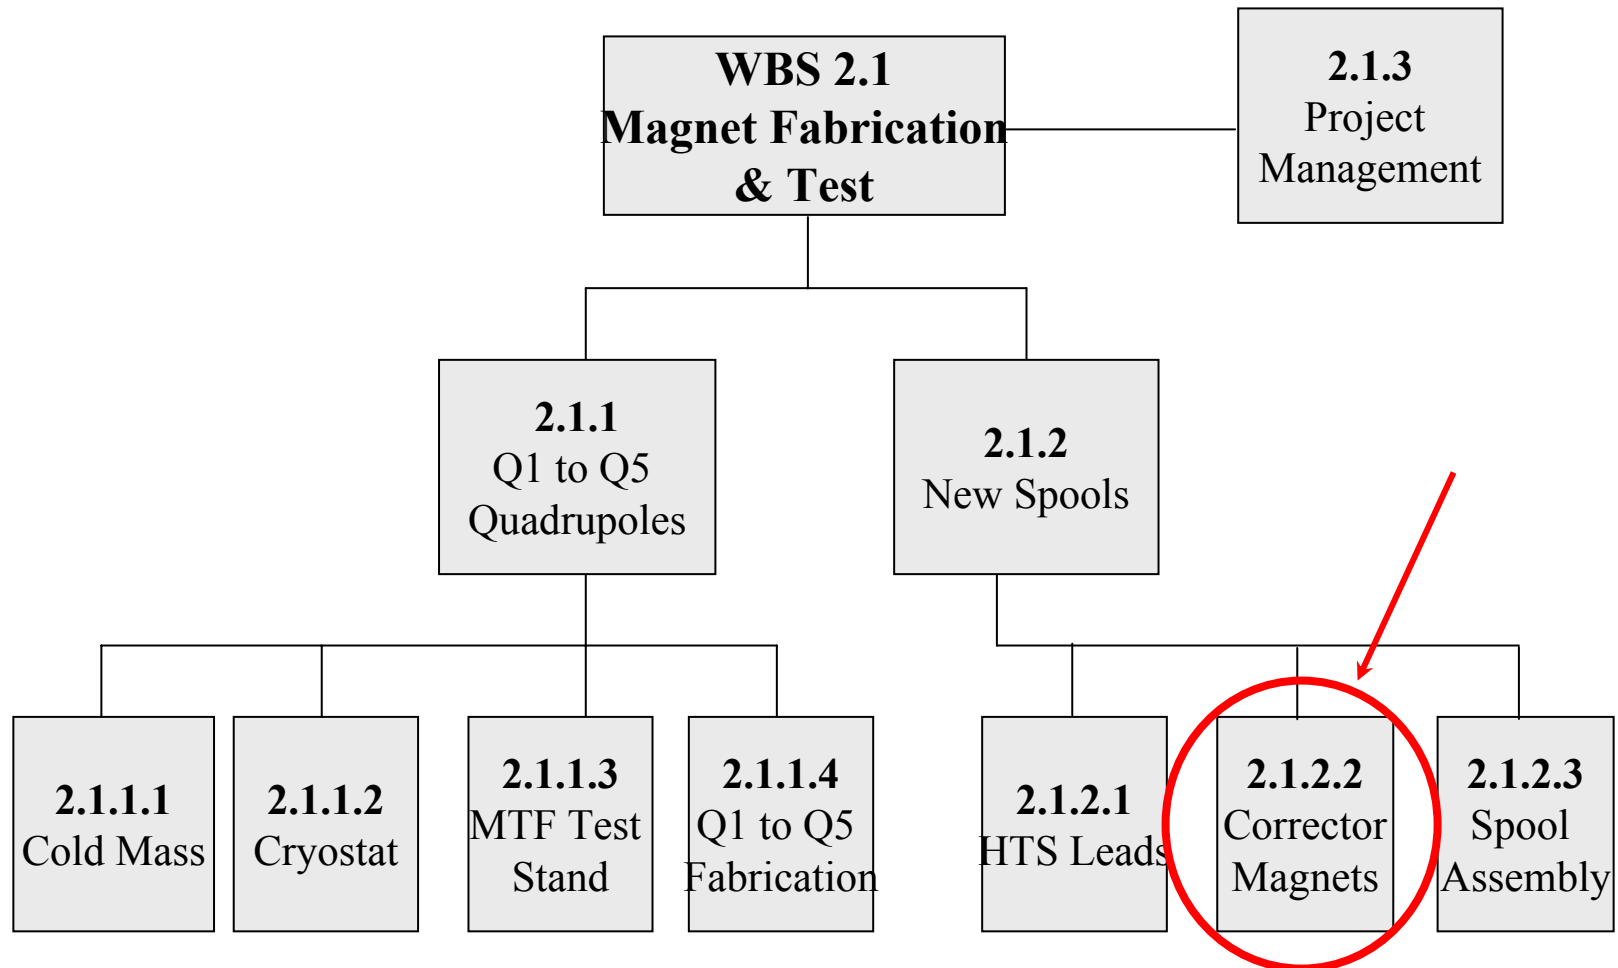 WBS 2.1
Magnet Fabrication
& Test
2.1.3
Project
Management
2.1.1
Q1 to Q5
Quadrupoles
2.1.2
New Spools
2.1.1.1
Cold Mass
2.1.1.2
Cryostat
2.1.1.3
MTF Test
Stand
2.1.1.4
Q1 to Q5
Fabrication
2.1.2.1
HTS Leads
2.1.2.2
Corrector
Magnets
2.1.2.3
Spool
Assembly